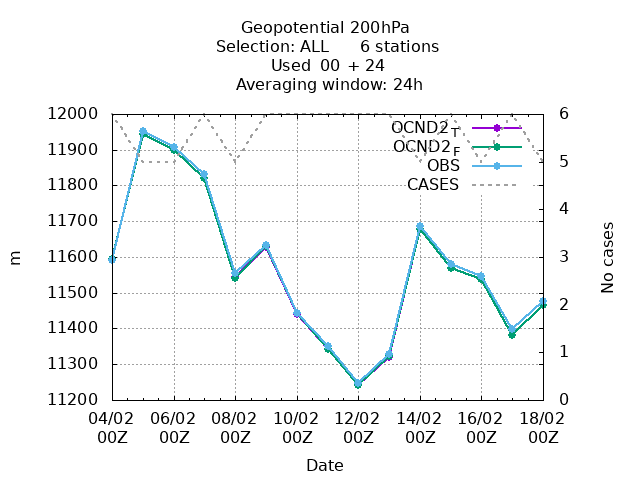 Geopotential 200hPa
Selection: ALL 6 stations
Used 00 + 24
Averaging window: 24h
12000
11900
11800
11700
11600
11500
11400
11300
11200
m
6
5
4
3
2
1
0
No cases
OCND2T
OCND2F
OBS
CASES
04/02 06/02 08/02 10/02 12/02 14/02 16/02 18/02
00Z 00Z 00Z 00Z 00Z 00Z 00Z 00Z
Date